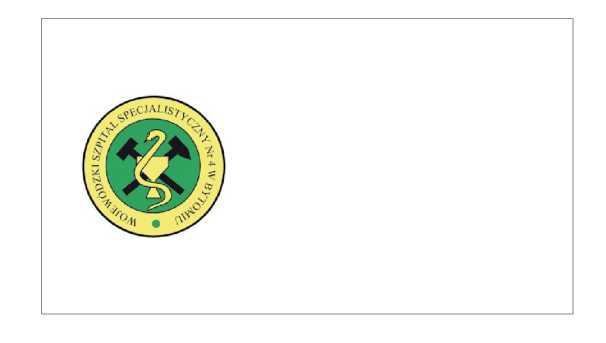 WOJEWÓDZKI SZPITAL SPECJALISTYCZNY Nr 4 W BYTOMIU